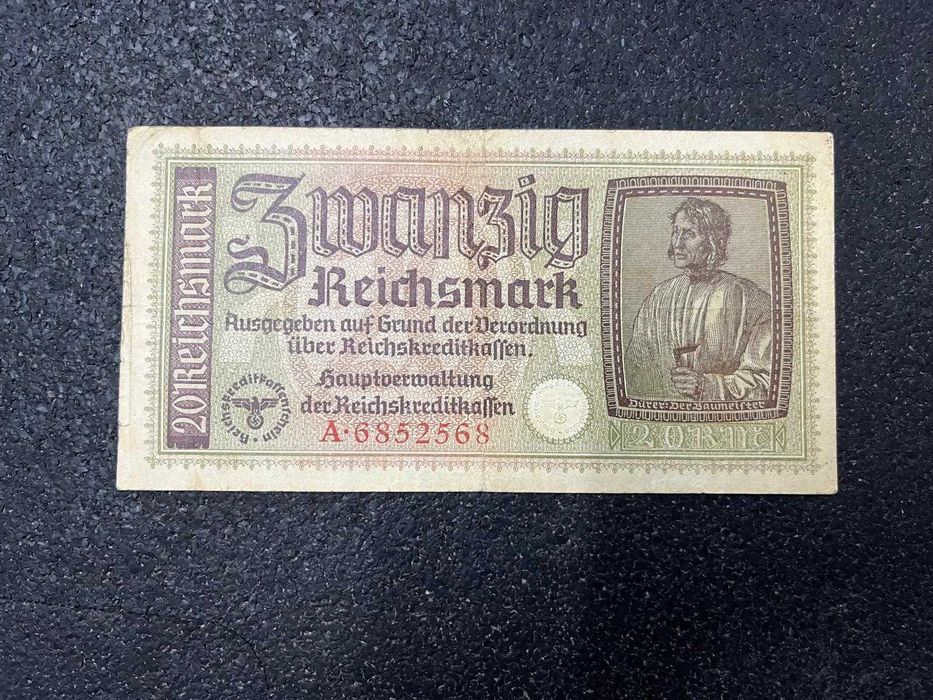 20 Reichsmark
Zwanzig
Reichsmark
Ausgegeben auf Grund der Verordnung
über Reichskreditkassen.
Hauptverwaltung
der Reichskreditkassen
A·6852568
Reichskreditkassenschein
Dürer: Der Baumeister
20 RM